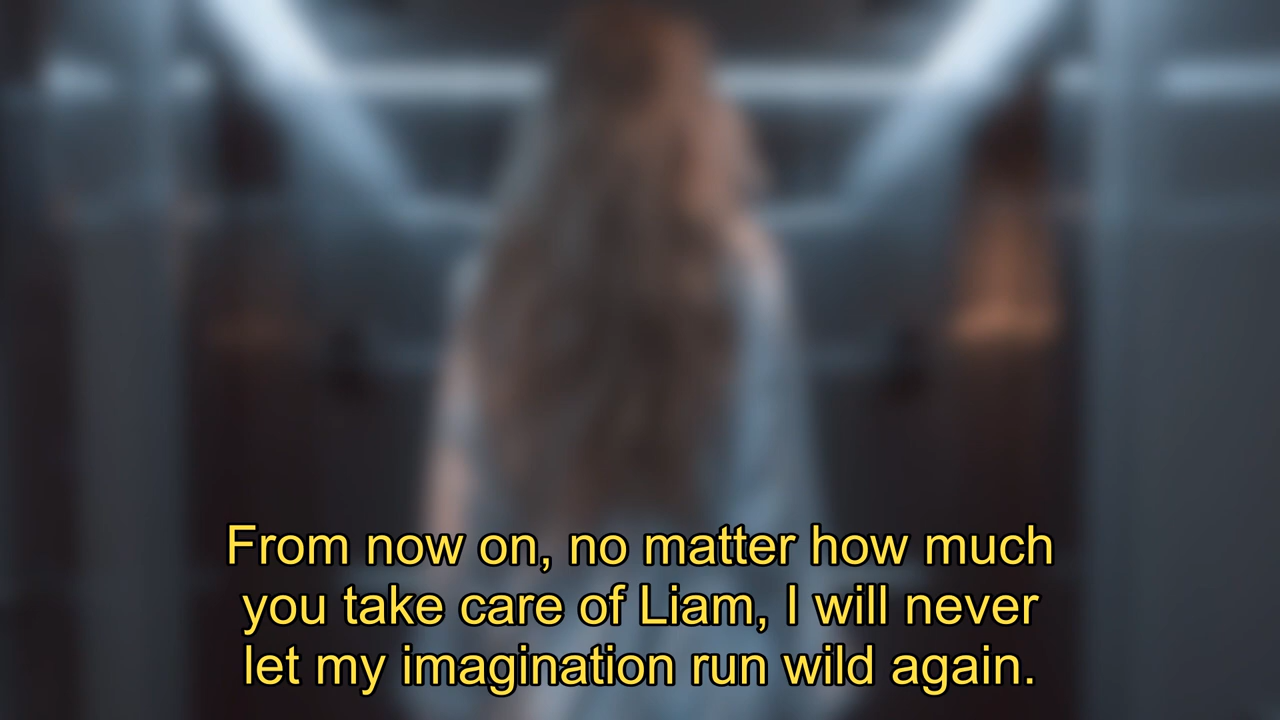 From now on, no matter how much
you take care of Liam, I will never
let my imagination run wild again.